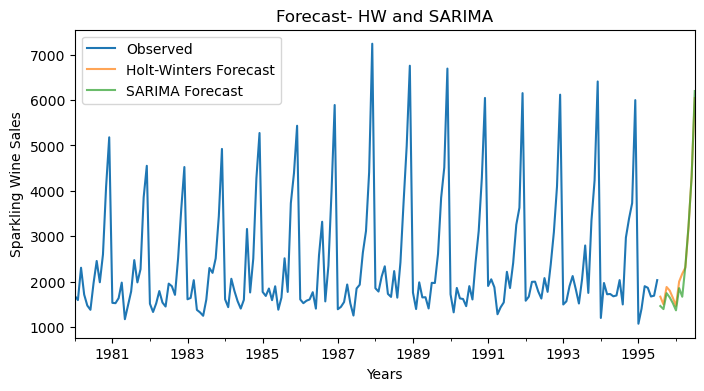 Forecast- HW and SARIMA
Observed
Holt-Winters Forecast
SARIMA Forecast
Sparkling Wine Sales
7000
6000
5000
4000
3000
2000
1000
1981 1983 1985 1987 1989 1991 1993 1995
Years